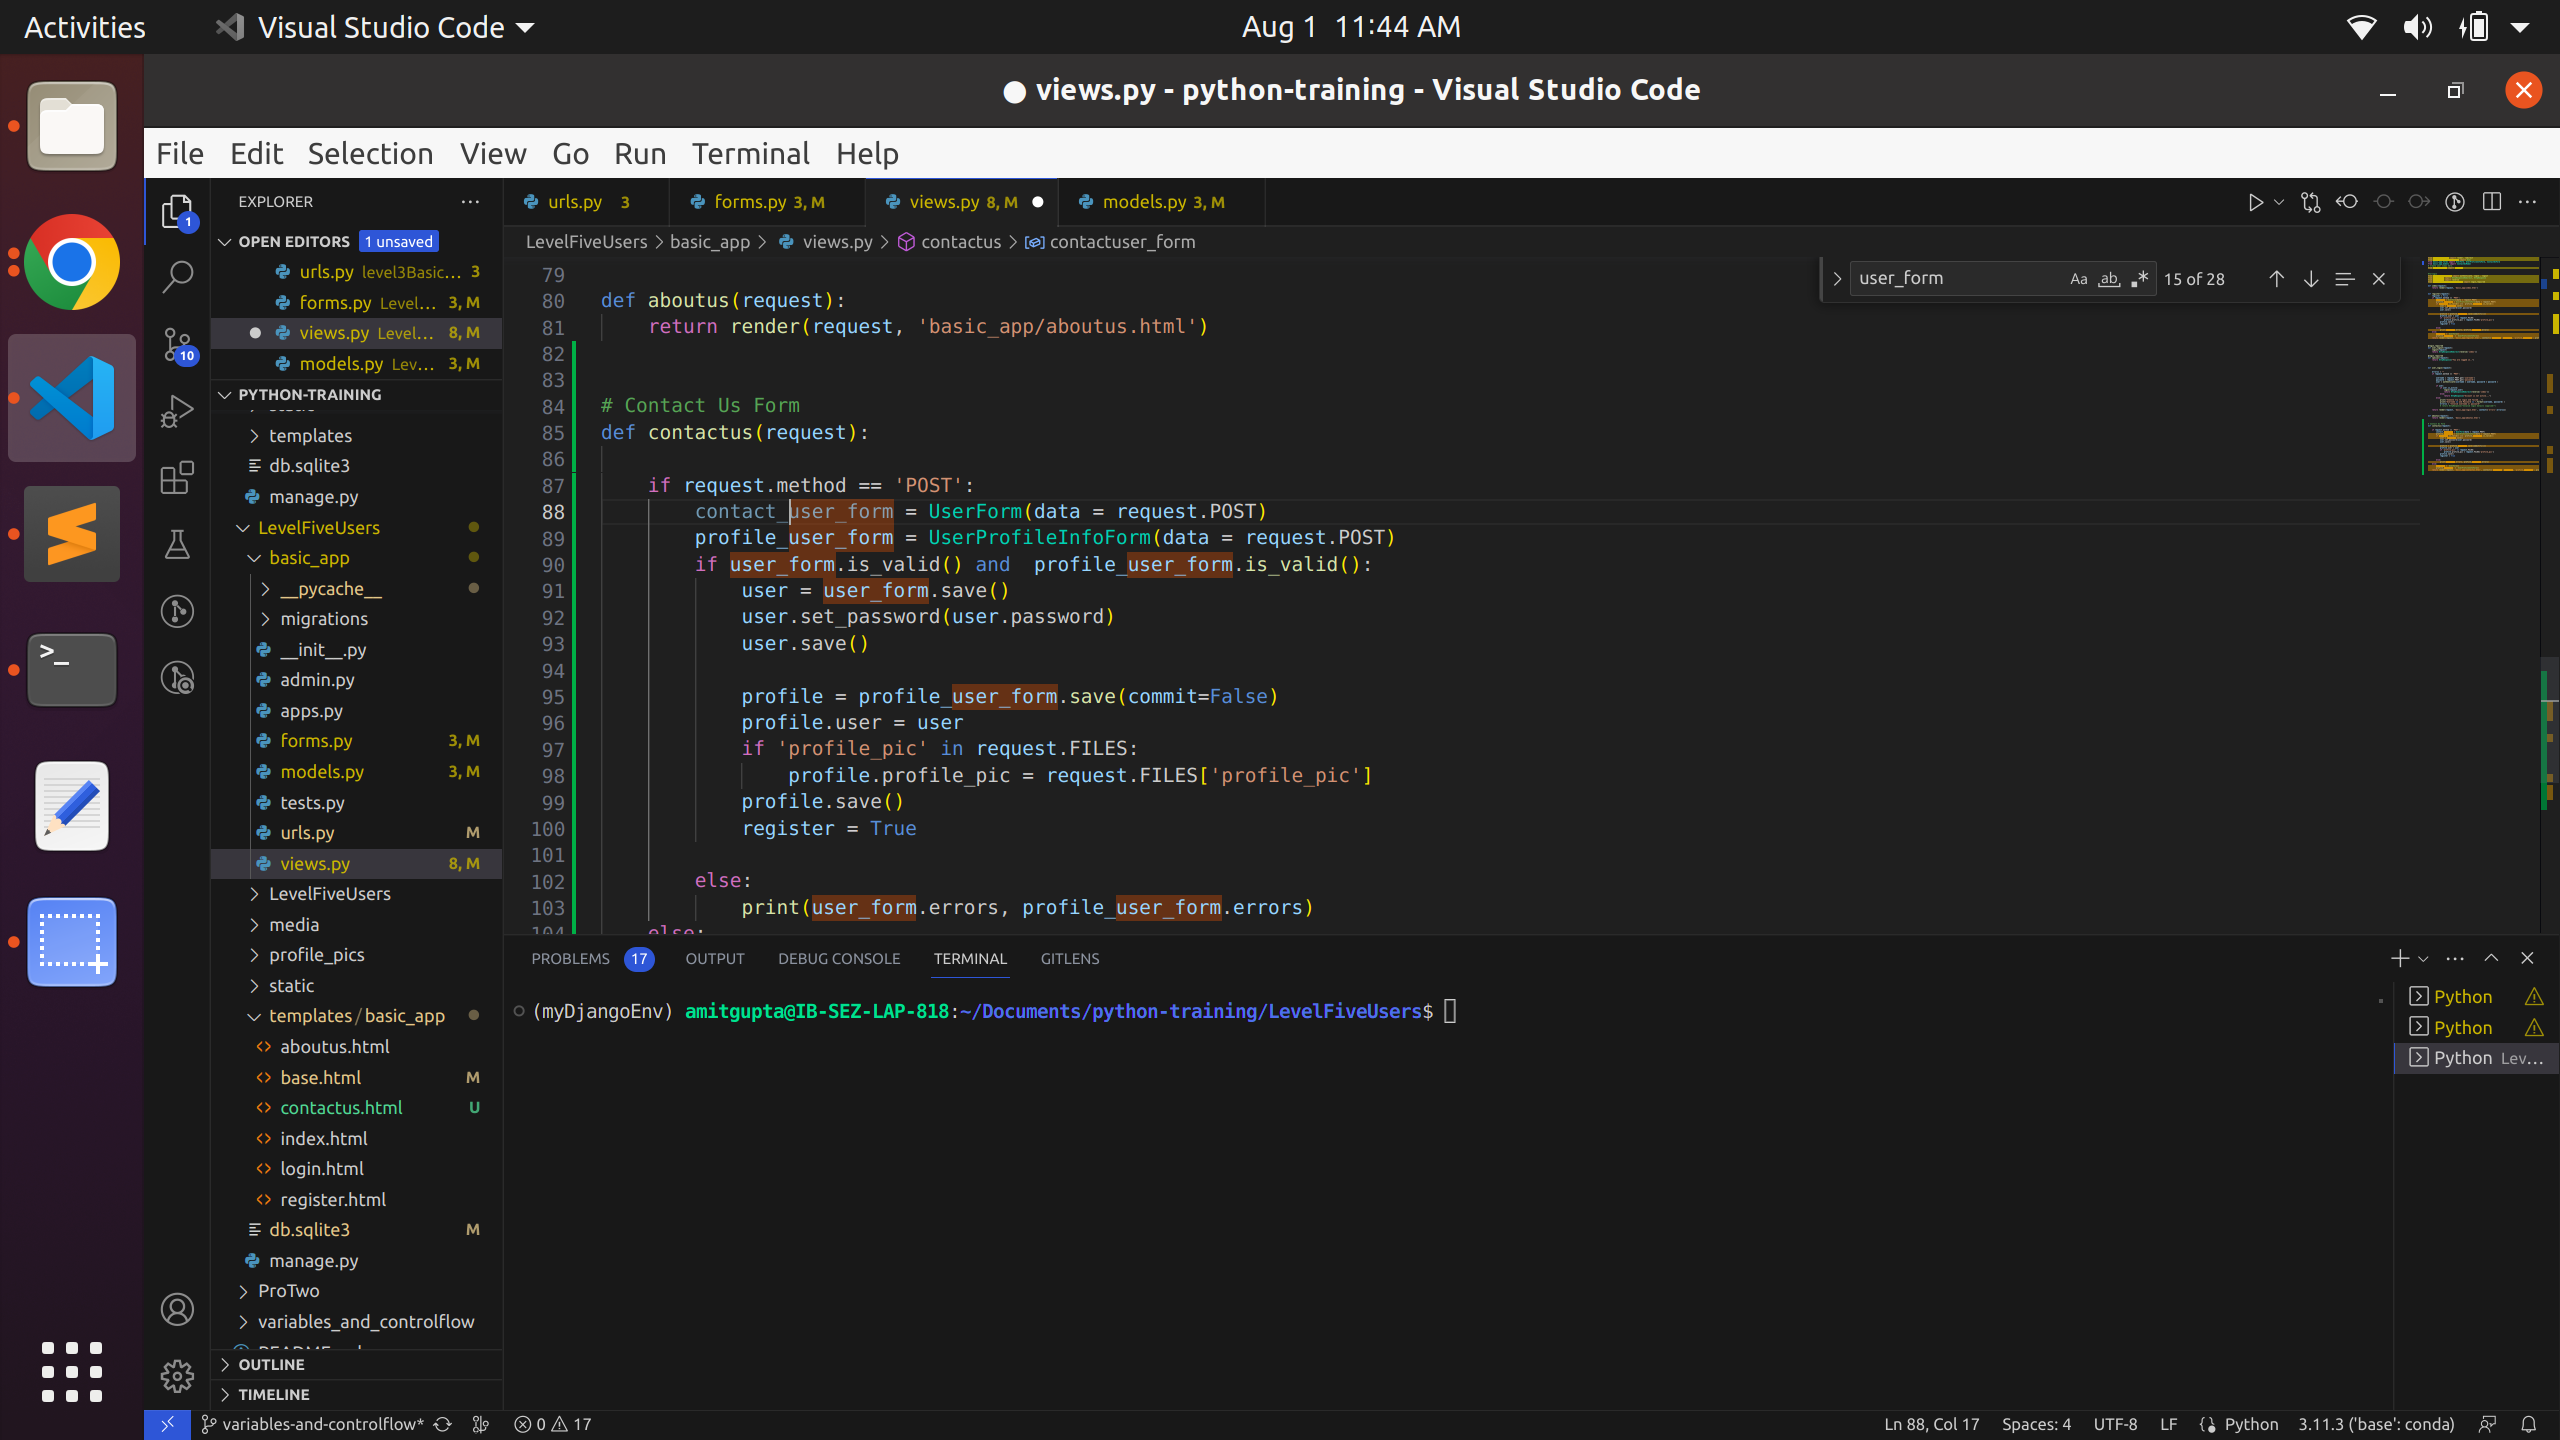 Activities
Visual Studio Code
Aug 1 11:44 AM
● views.py - python-training - Visual Studio Code
File Edit Selection View Go Run Terminal Help
EXPLORER
OPEN EDITORS 1 unsaved
urls.py level3Basic... 3
forms.py Level... 3, M
views.py Level... 8, M
models.py Lev... 3, M
PYTHON-TRAINING
templates
db.sqlite3
manage.py
LevelFiveUsers
basic_app
__pycache__
migrations
__init__.py
admin.py
apps.py
forms.py 3, M
models.py 3, M
tests.py
urls.py M
views.py 8, M
LevelFiveUsers
media
profile_pics
static
templates/basic_app
aboutus.html
base.html M
contactus.html U
index.html
login.html
register.html
db.sqlite3 M
manage.py
ProTwo
variables_and_controlflow
OUTLINE
TIMELINE
1
10
urls.py 3
forms.py 3, M
views.py 8, M
models.py 3, M
LevelFiveUsers > basic_app > views.py > contactus > contactuser_form
user_form Aa ab .* 15 of 28
79
80 def aboutus(request):
81 return render(request, 'basic_app/aboutus.html')
82
83
84 # Contact Us Form
85 def contactus(request):
86
87 if request.method == 'POST':
88 contact_user_form = UserForm(data = request.POST)
89 profile_user_form = UserProfileInfoForm(data = request.POST)
90 if user_form.is_valid() and  profile_user_form.is_valid():
91 user = user_form.save()
92 user.set_password(user.password)
93 user.save()
94
95 profile = profile_user_form.save(commit=False)
96 profile.user = user
97 if 'profile_pic' in request.FILES:
98 profile.profile_pic = request.FILES['profile_pic']
99 profile.save()
100 register = True
101
102 else:
103 print(user_form.errors, profile_user_form.errors)
104 else:
PROBLEMS 17 OUTPUT DEBUG CONSOLE TERMINAL GITLENS
(myDjangoEnv) amitgupta@IB-SEZ-LAP-818:~/Documents/python-training/LevelFiveUsers$
Python
Python
Python Lev...
variables-and-controlflow* 0 17
Ln 88, Col 17 Spaces: 4 UTF-8 LF Python 3.11.3 ('base': conda)